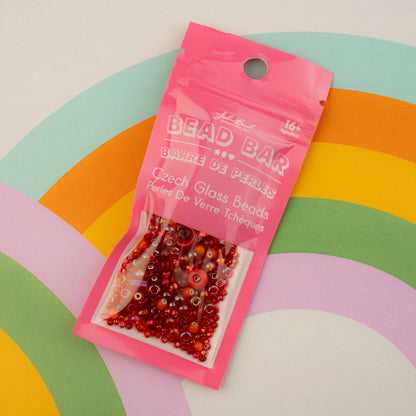 16+
BEAD BAR
BARRE DE PERLES
Czech Glass Beads
Perles De Verre Tchèques